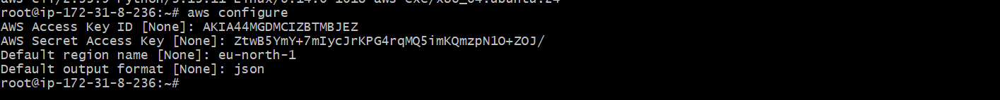 root@ip-172-31-8-236:~# aws configure
AWS Access Key ID [None]: AKIA44MGDMCIZBTMBJEZ
AWS Secret Access Key [None]: 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
Default region name [None]: eu-north-1
Default output format [None]: json
root@ip-172-31-8-236:~#